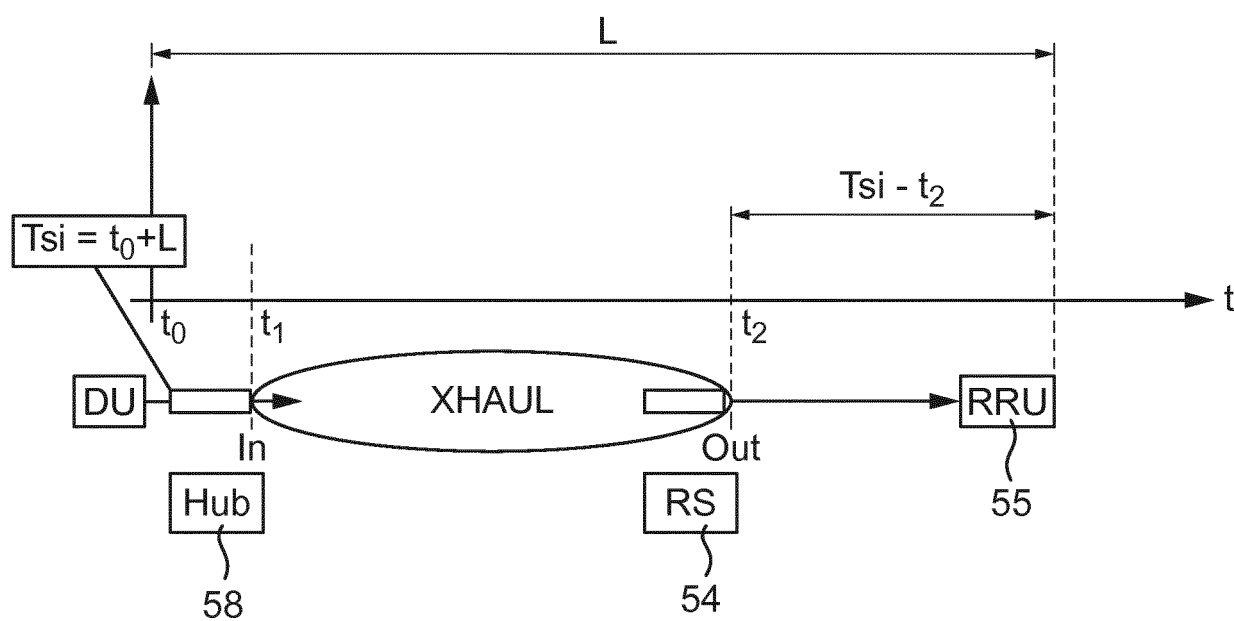 L
Tsi - t₂
Tsi = t₀+L
t
t₀
t₁
t₂
DU
XHAUL
RRU
In
Out
Hub
RS
55
58
54